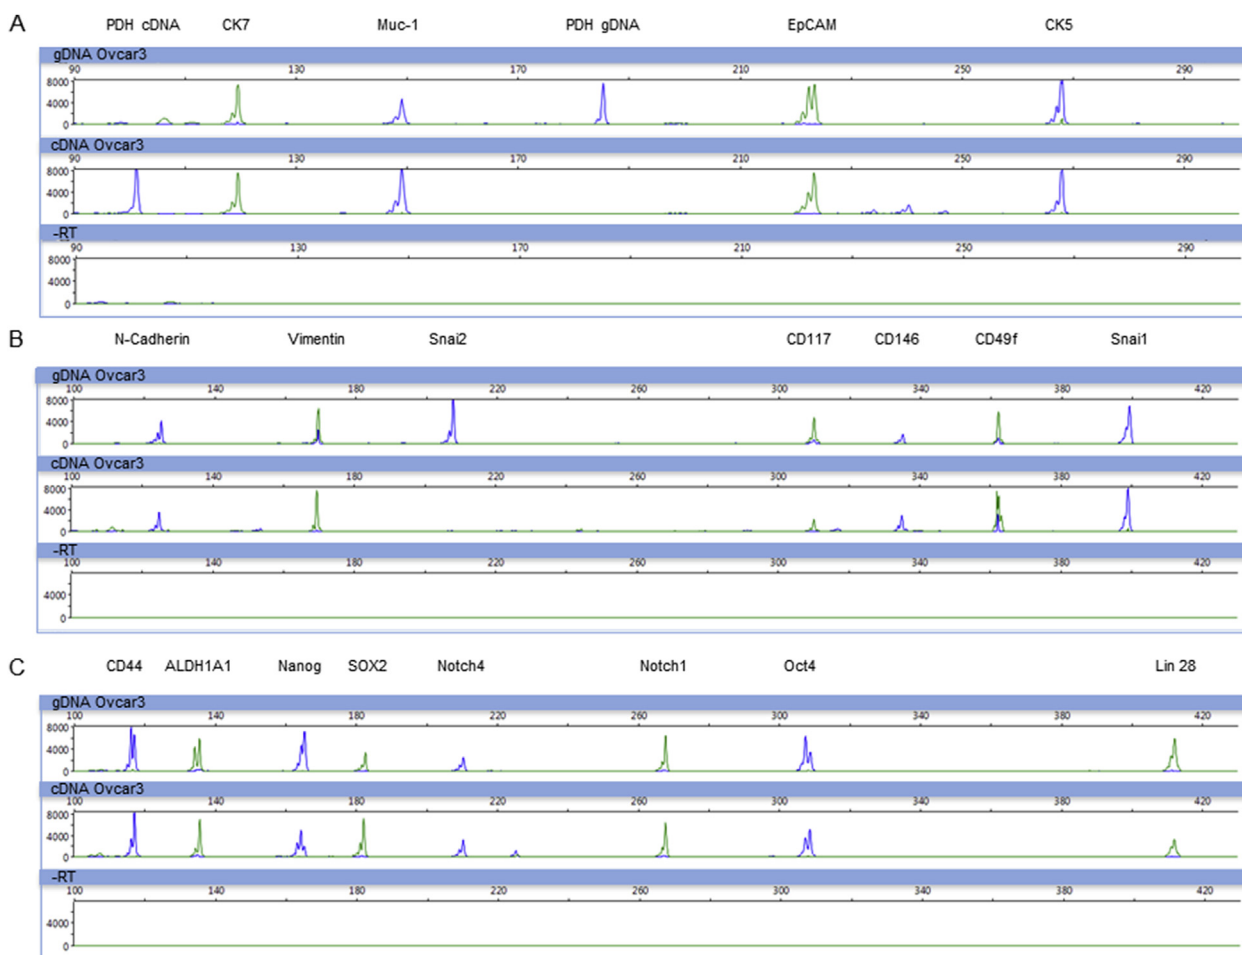 A PDH cDNA CK7 Muc-1 PDH gDNA EpCAM CK5
gDNA Ovcar3
90 130 170 210 250 290
8000
4000
0
cDNA Ovcar3
90 130 170 210 250 290
8000
4000
0
-RT
90 130 170 210 250 290
8000
4000
0
B N-Cadherin Vimentin Snai2 CD117 CD146 CD49f Snai1
gDNA Ovcar3
100 140 180 220 260 300 340 380 420
8000
4000
0
cDNA Ovcar3
100 140 180 220 260 300 340 380 420
8000
4000
0
-RT
100 140 180 220 260 300 340 380 420
4000
0
C CD44 ALDH1A1 Nanog SOX2 Notch4 Notch1 Oct4 Lin 28
gDNA Ovcar3
100 140 180 220 260 300 340 380 420
8000
4000
0
cDNA Ovcar3
100 140 180 220 260 300 340 380 420
8000
4000
0
-RT
100 140 180 220 260 300 340 380 420
4000
0